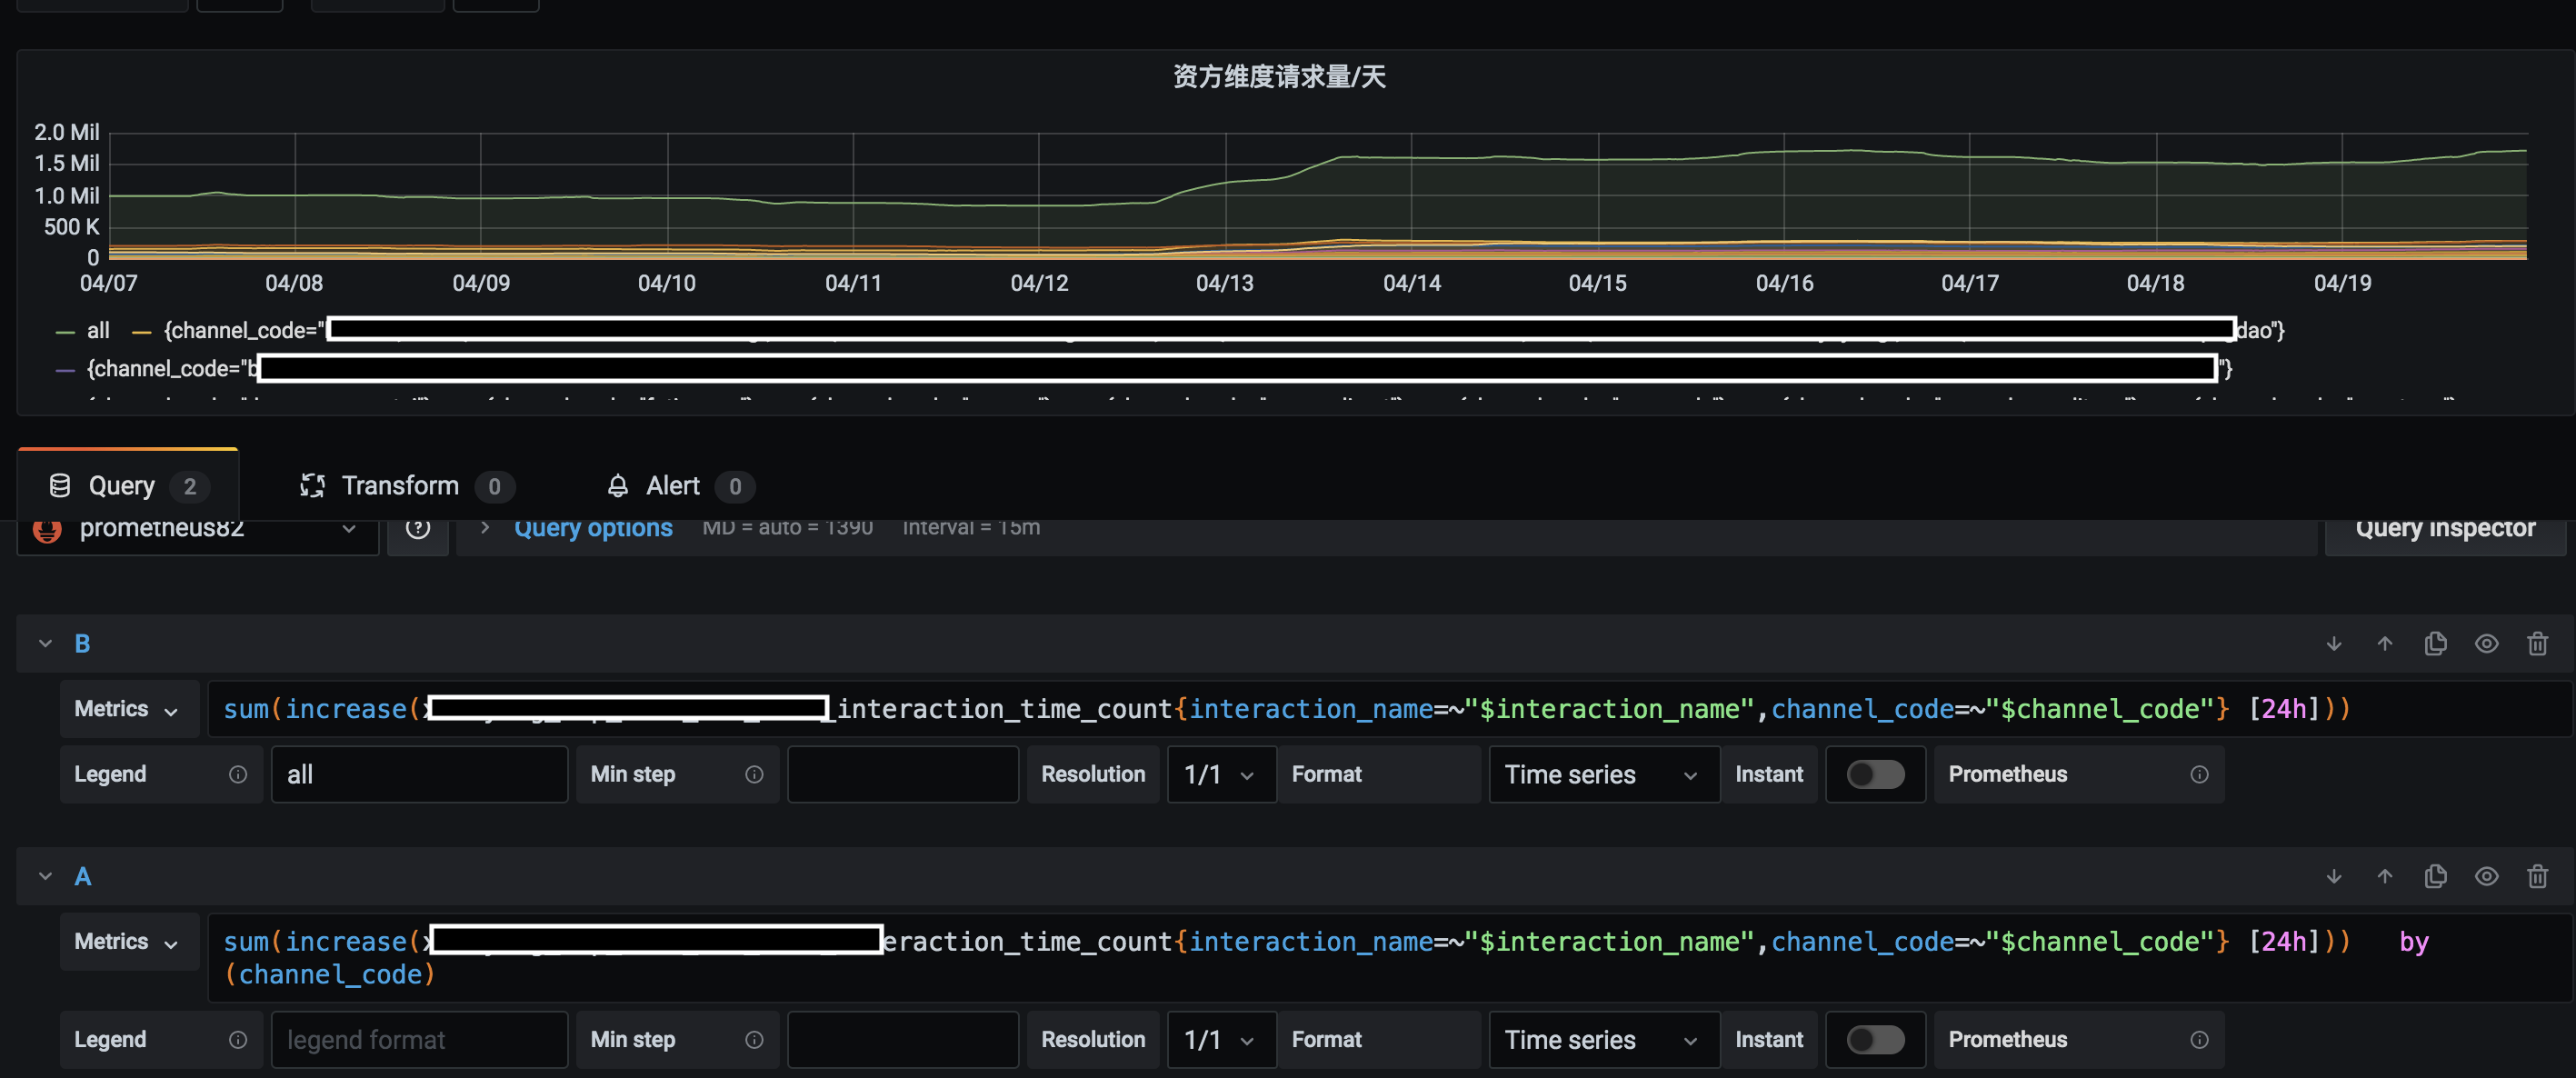 资方维度请求量/天
2.0 Mil
1.5 Mil
1.0 Mil
500 K
0
04/07 04/08 04/09 04/10 04/11 04/12 04/13 04/14 04/15 04/16 04/17 04/18 04/19
all {channel_code=" dao"}
{channel_code="b "}
Query 2 Transform 0 Alert 0
prometheus82 Query options MD = auto = 1390 Interval = 15m Query inspector
B
Metrics sum(increase( _interaction_time_count{interaction_name=~"$interaction_name",channel_code=~"$channel_code"} [24h]))
Legend all Min step Resolution 1/1 Format Time series Instant Prometheus
A
Metrics sum(increase( eraction_time_count{interaction_name=~"$interaction_name",channel_code=~"$channel_code"} [24h])) by
(channel_code)
Legend legend format Min step Resolution 1/1 Format Time series Instant Prometheus